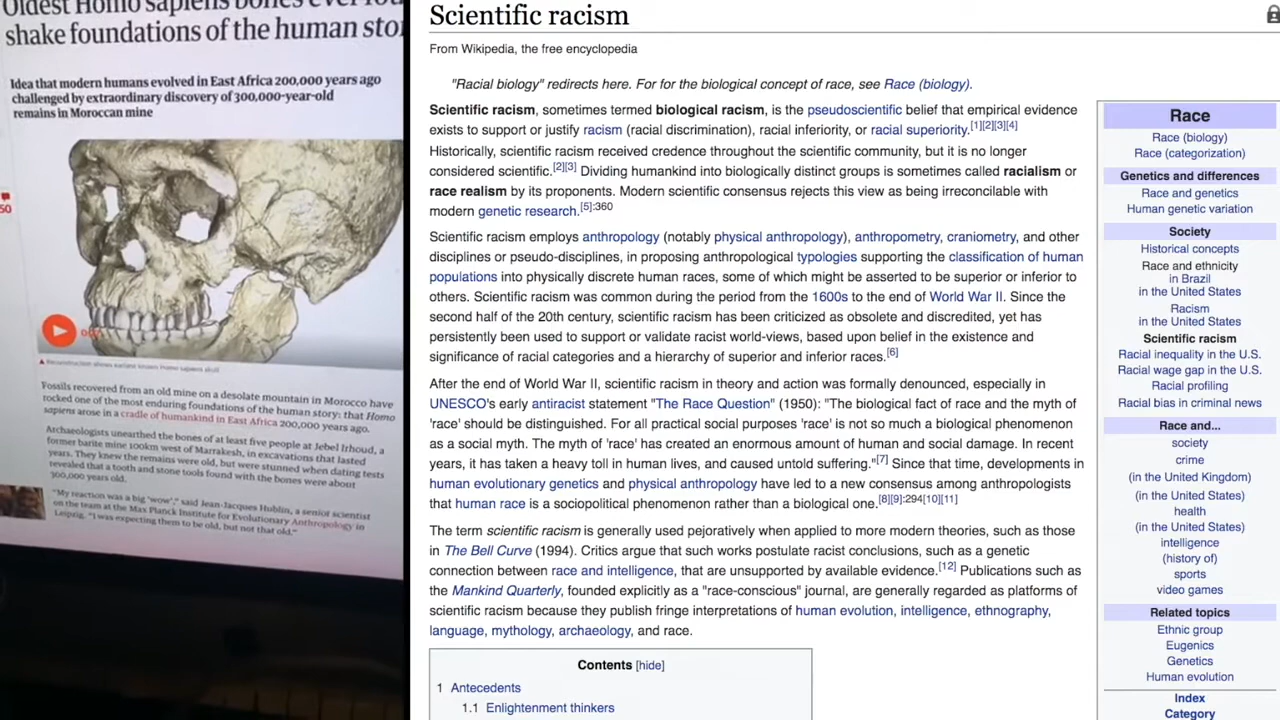 Oldest Homo sapiens bones ever
shake foundations of the human
Idea that modern humans evolved in East Africa 200,000 years ago
challenged by extraordinary discovery of 300,000-year-old
remains in Moroccan mine
50
Fossils recovered from an old mine on a desolate mountain in Morocco have
rocked one of the most enduring foundations of the human story: that Homo
sapiens arose in a cradle of humankind in East Africa 200,000 years ago.
Archaeologists unearthed the bones of at least five people at Jebel Irhoud, a
former barite mine 100km west of Marrakesh, in excavations that lasted
years. They knew the remains were old, but were stunned when dating tests
revealed that a tooth and stone tools found with the bones were about
300,000 years old.
"My reaction was a big 'wow'," said Jean-Jacques Hublin, a senior scientist
on the team at the Max Planck Institute for Evolutionary Anthropology in
Leipzig. "I was expecting them to be old, but not that old."
Scientific racism
From Wikipedia, the free encyclopedia
"Racial biology" redirects here. For for the biological concept of race, see Race (biology).
Scientific racism, sometimes termed biological racism, is the pseudoscientific belief that empirical evidence
exists to support or justify racism (racial discrimination), racial inferiority, or racial superiority.[1][2][3][4]
Historically, scientific racism received credence throughout the scientific community, but it is no longer
considered scientific.[2][3] Dividing humankind into biologically distinct groups is sometimes called racialism or
race realism by its proponents. Modern scientific consensus rejects this view as being irreconcilable with
modern genetic research.[5]:360
Scientific racism employs anthropology (notably physical anthropology), anthropometry, craniometry, and other
disciplines or pseudo-disciplines, in proposing anthropological typologies supporting the classification of human
populations into physically discrete human races, some of which might be asserted to be superior or inferior to
others. Scientific racism was common during the period from the 1600s to the end of World War II. Since the
second half of the 20th century, scientific racism has been criticized as obsolete and discredited, yet has
persistently been used to support or validate racist world-views, based upon belief in the existence and
significance of racial categories and a hierarchy of superior and inferior races.[6]
After the end of World War II, scientific racism in theory and action was formally denounced, especially in
UNESCO's early antiracist statement "The Race Question" (1950): "The biological fact of race and the myth of
'race' should be distinguished. For all practical social purposes 'race' is not so much a biological phenomenon
as a social myth. The myth of 'race' has created an enormous amount of human and social damage. In recent
years, it has taken a heavy toll in human lives, and caused untold suffering."[7] Since that time, developments in
human evolutionary genetics and physical anthropology have led to a new consensus among anthropologists
that human race is a sociopolitical phenomenon rather than a biological one.[8][9]:294[10][11]
The term scientific racism is generally used pejoratively when applied to more modern theories, such as those
in The Bell Curve (1994). Critics argue that such works postulate racist conclusions, such as a genetic
connection between race and intelligence, that are unsupported by available evidence.[12] Publications such as
the Mankind Quarterly, founded explicitly as a "race-conscious" journal, are generally regarded as platforms of
scientific racism because they publish fringe interpretations of human evolution, intelligence, ethnography,
language, mythology, archaeology, and race.
Contents [hide]
1 Antecedents
1.1 Enlightenment thinkers
Race
Race (biology)
Race (categorization)
Genetics and differences
Race and genetics
Human genetic variation
Society
Historical concepts
Race and ethnicity
in Brazil
in the United States
Racism
in the United States
Scientific racism
Racial inequality in the U.S.
Racial wage gap in the U.S.
Racial profiling
Racial bias in criminal news
Race and...
society
crime
(in the United Kingdom)
(in the United States)
health
(in the United States)
intelligence
(history of)
sports
video games
Related topics
Ethnic group
Eugenics
Genetics
Human evolution
Index
Category